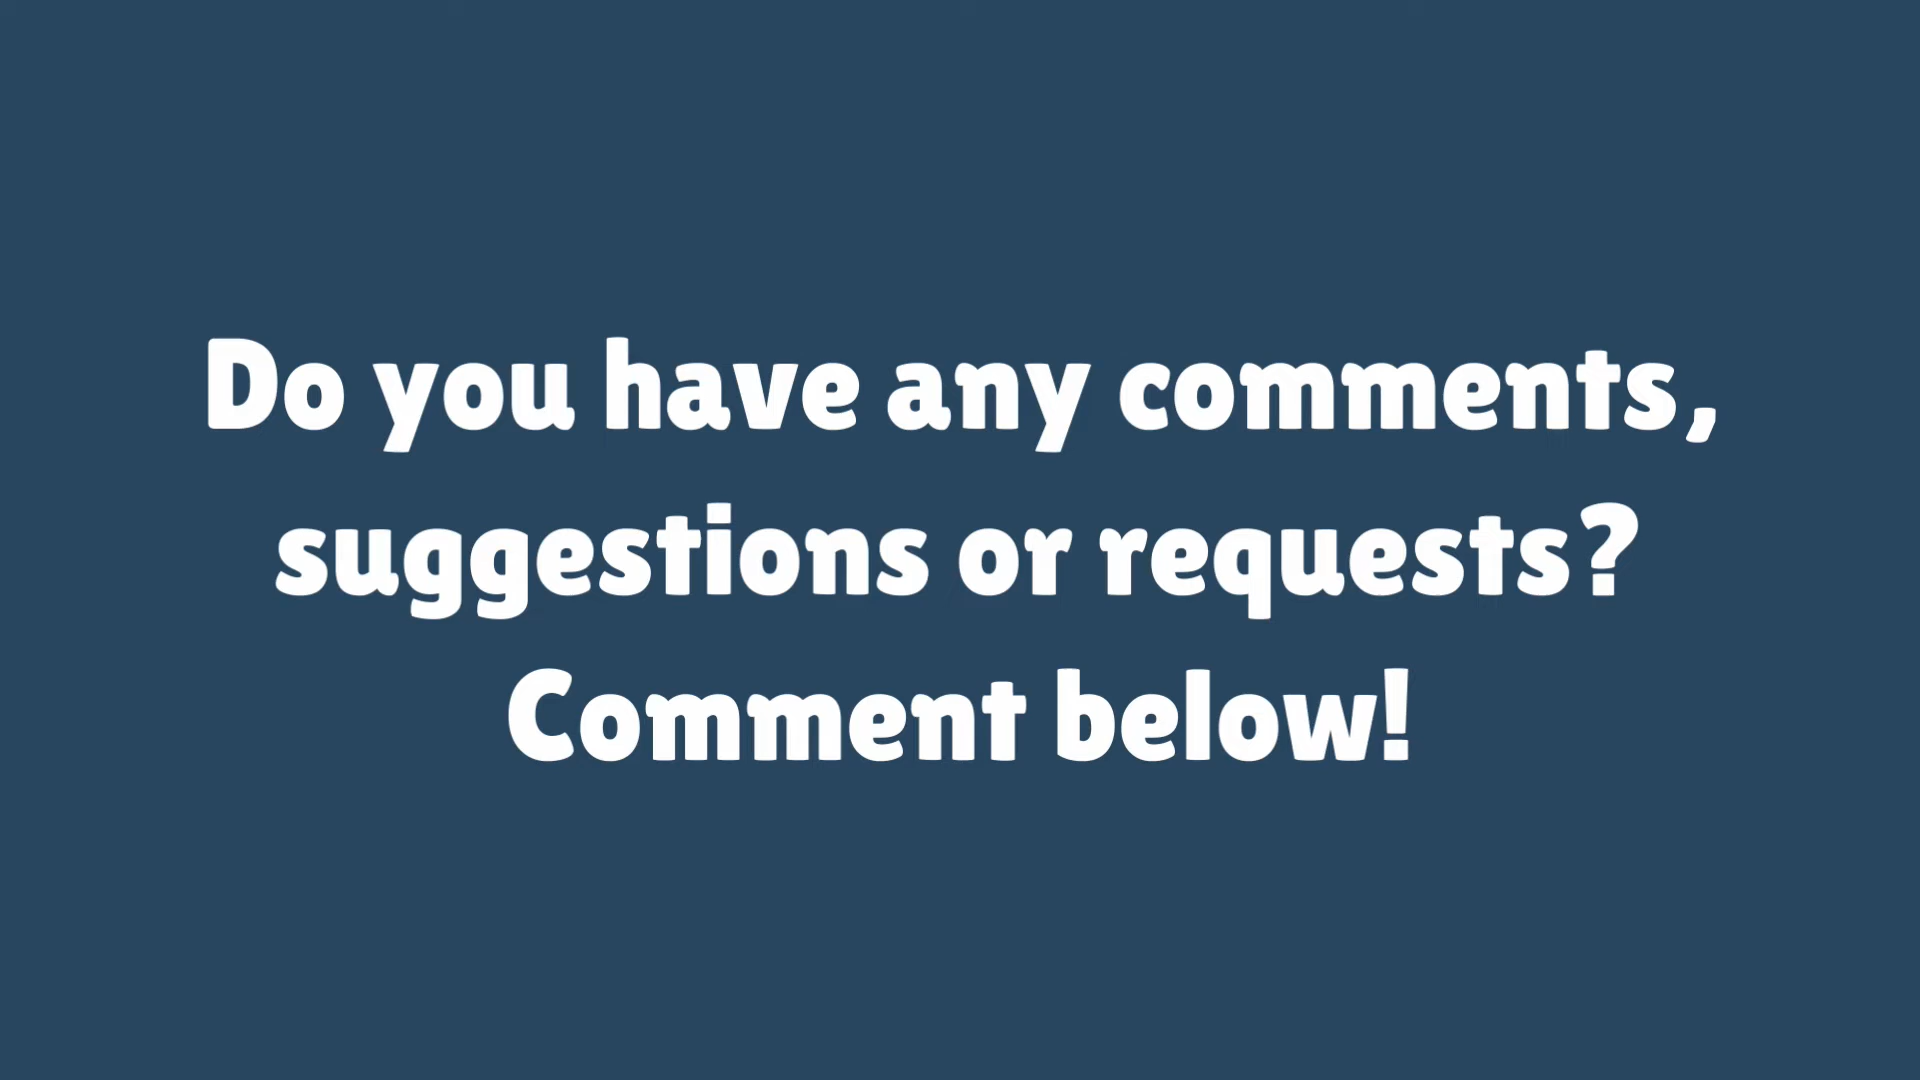 Do you have any comments,
suggestions or requests?
Comment below!